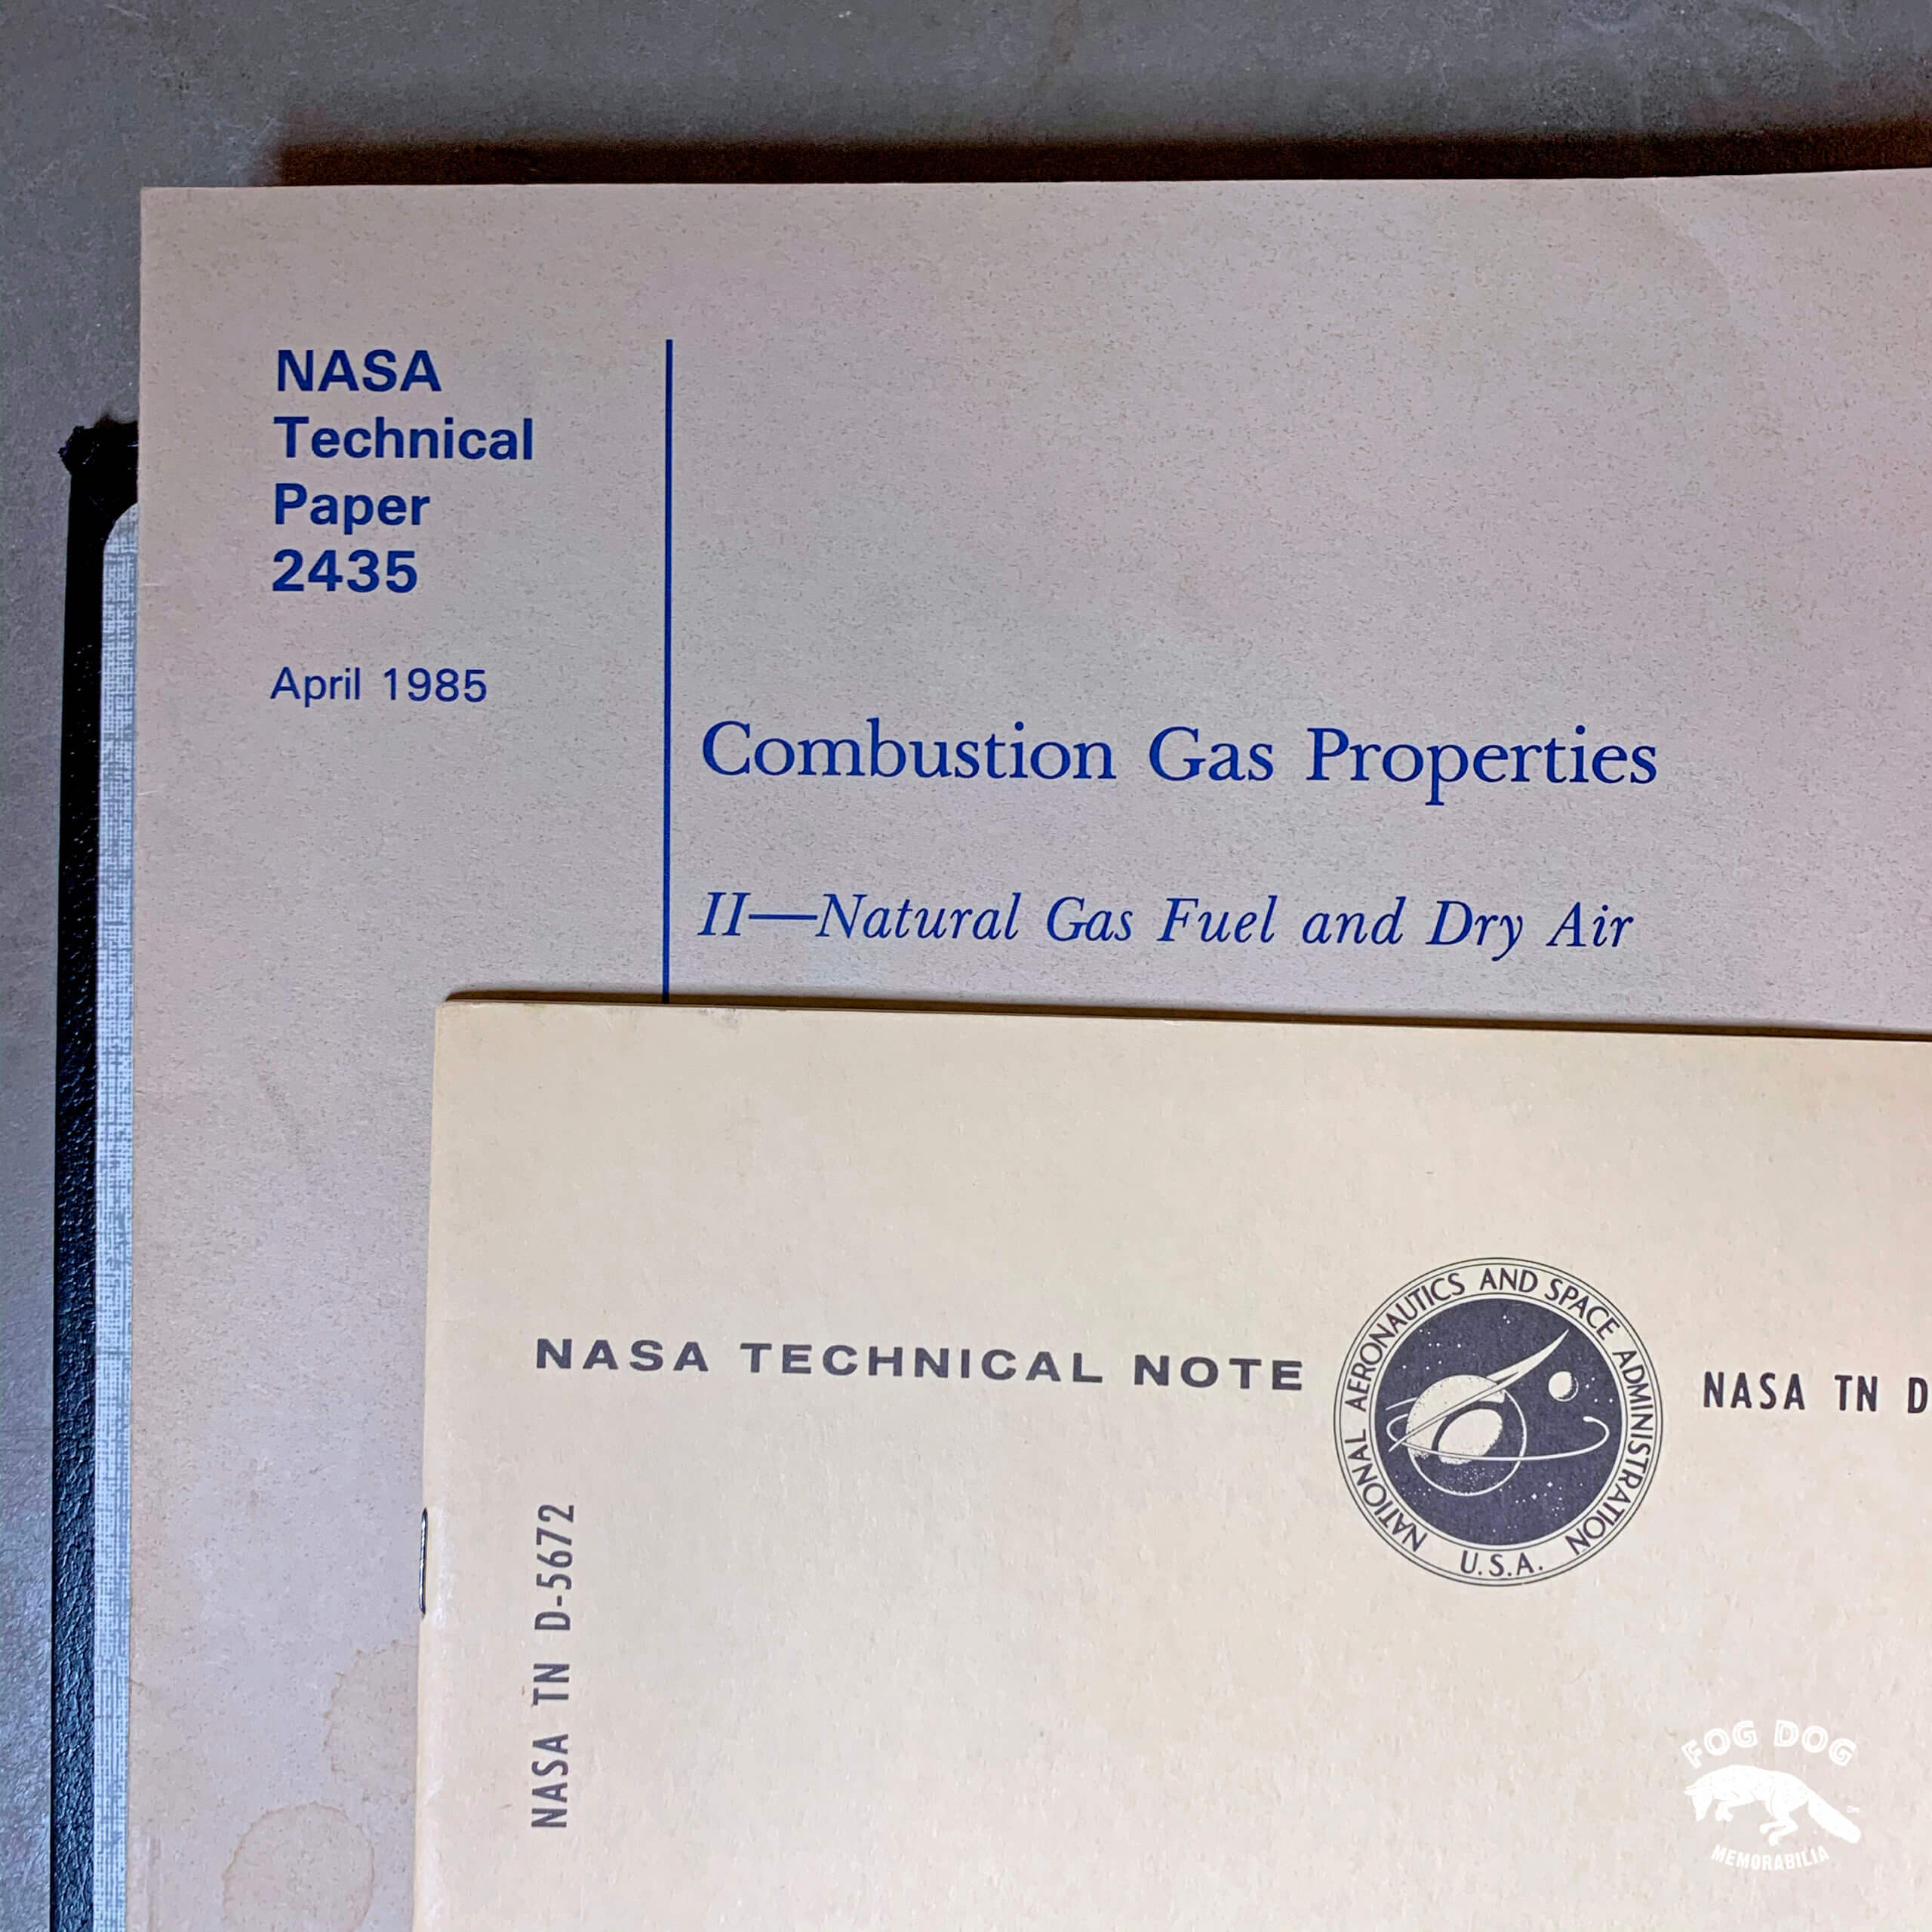 NASA
Technical
Paper
2435
April 1985
Combustion Gas Properties
II—Natural Gas Fuel and Dry Air
NASA TECHNICAL NOTE
NATIONAL AERONAUTICS AND SPACE ADMINISTRATION
U.S.A.
NASA TN D
NASA TN D-5672
FOG DOG
MEMORABILIA